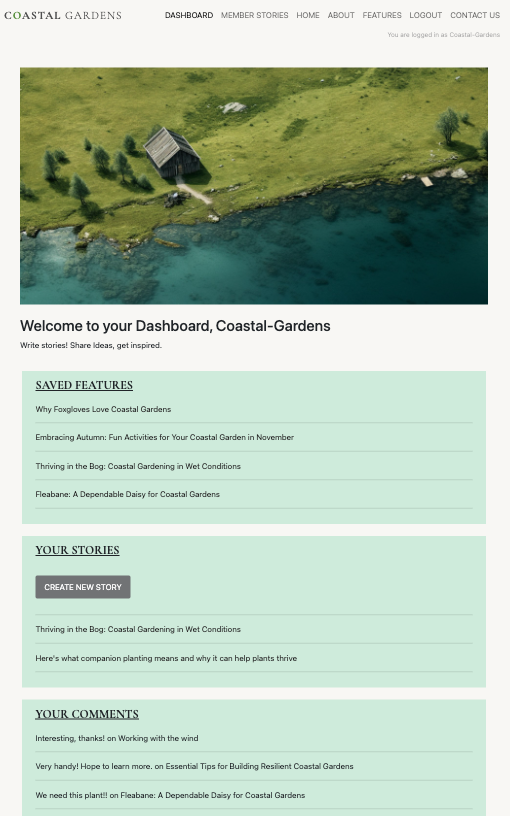 COASTAL GARDENS
DASHBOARD MEMBER STORIES HOME ABOUT FEATURES LOGOUT CONTACT US
You are logged in as Coastal-Gardens
Welcome to your Dashboard, Coastal-Gardens
Write stories! Share Ideas, get inspired.
SAVED FEATURES
Why Foxgloves Love Coastal Gardens
Embracing Autumn: Fun Activities for Your Coastal Garden in November
Thriving in the Bog: Coastal Gardening in Wet Conditions
Fleabane: A Dependable Daisy for Coastal Gardens
YOUR STORIES
CREATE NEW STORY
Thriving in the Bog: Coastal Gardening in Wet Conditions
Here's what companion planting means and why it can help plants thrive
YOUR COMMENTS
Interesting, thanks! on Working with the wind
Very handy! Hope to learn more. on Essential Tips for Building Resilient Coastal Gardens
We need this plant!! on Fleabane: A Dependable Daisy for Coastal Gardens